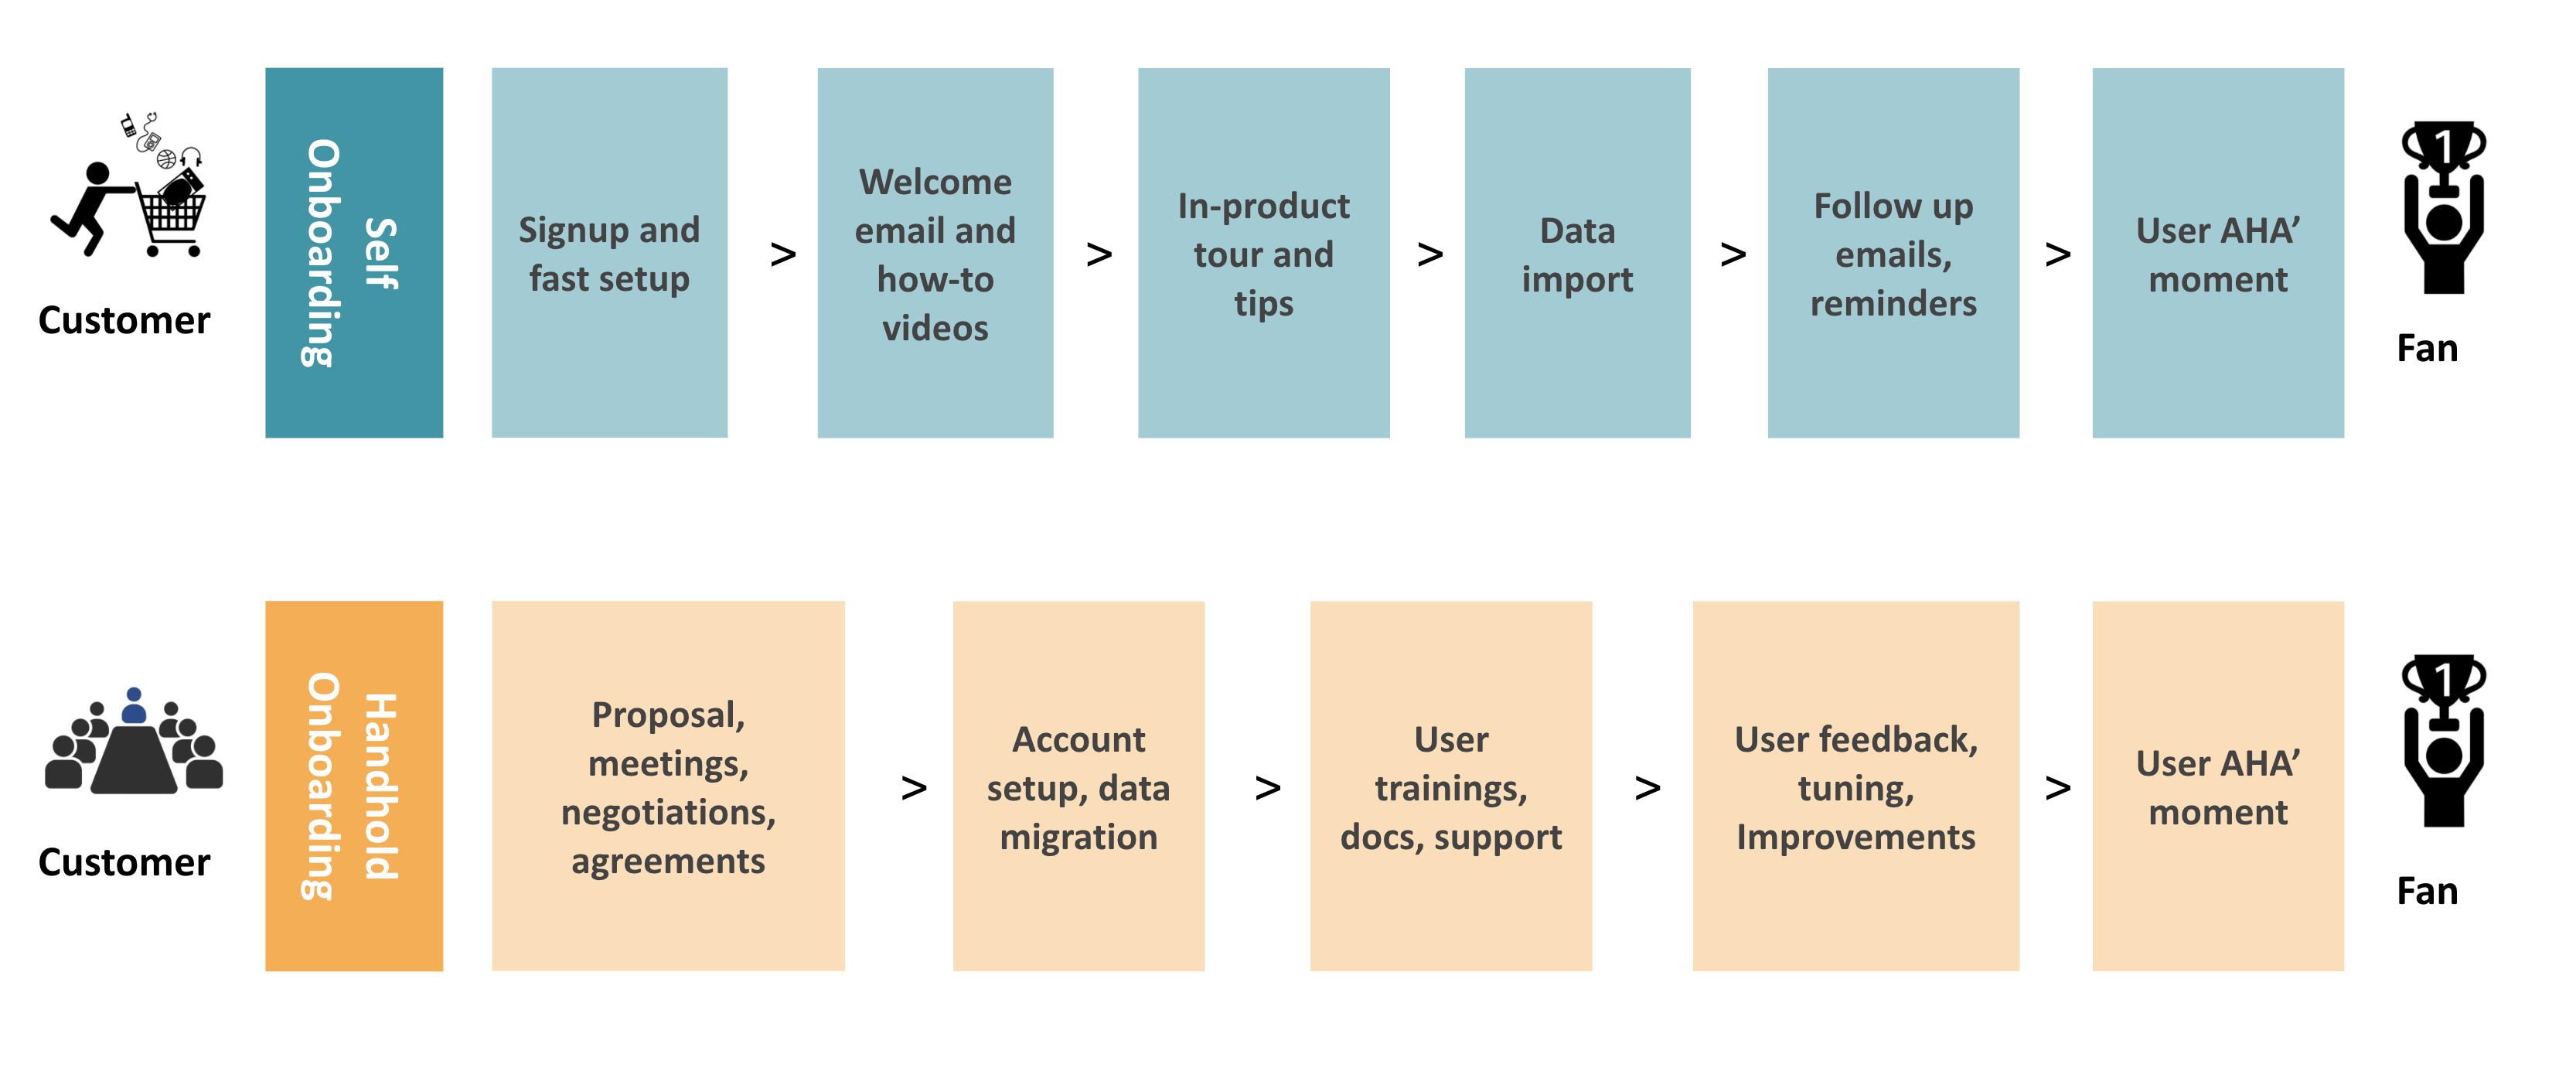 Customer
Self
Onboarding
Signup and
fast setup
>
Welcome
email and
how-to
videos
>
In-product
tour and
tips
>
Data
import
>
Follow up
emails,
reminders
>
User AHA’
moment
1
Fan
Customer
Handhold
Onboarding
Proposal,
meetings,
negotiations,
agreements
>
Account
setup, data
migration
>
User
trainings,
docs, support
>
User feedback,
tuning,
Improvements
>
User AHA’
moment
1
Fan